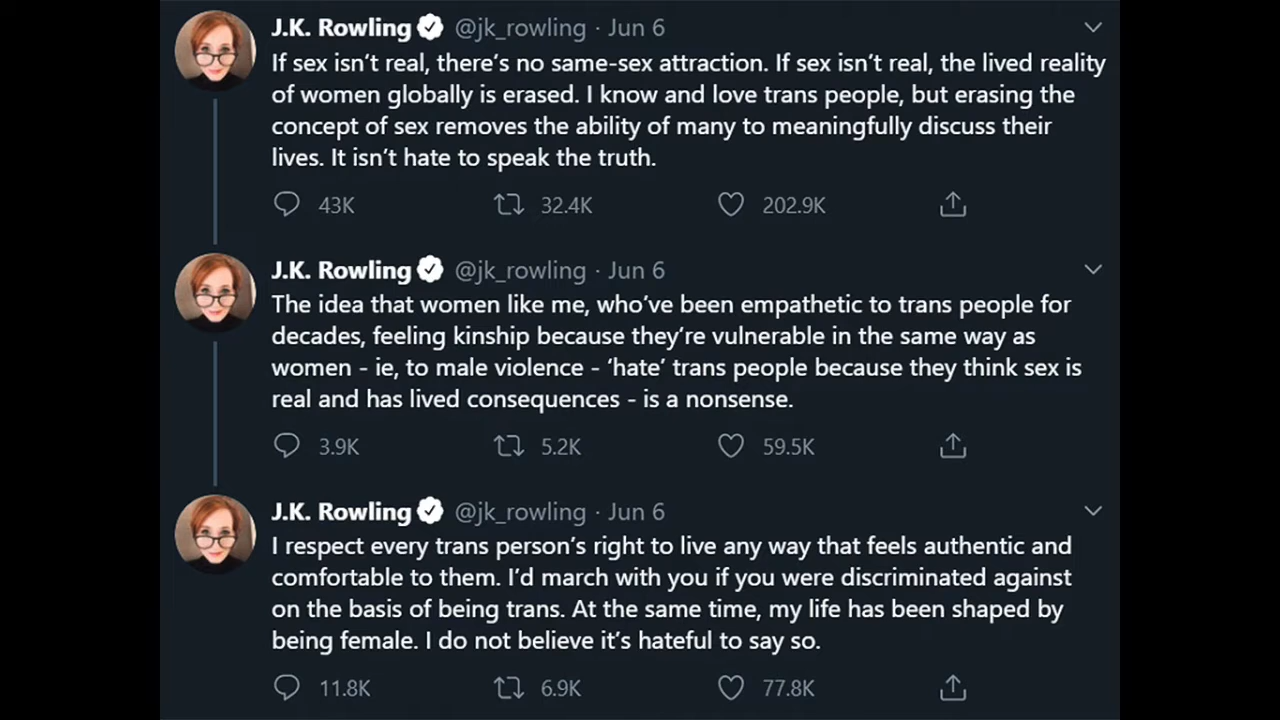 J.K. Rowling @jk_rowling · Jun 6
If sex isn’t real, there’s no same-sex attraction. If sex isn’t real, the lived reality
of women globally is erased. I know and love trans people, but erasing the
concept of sex removes the ability of many to meaningfully discuss their
lives. It isn’t hate to speak the truth.
43K 32.4K 202.9K
J.K. Rowling @jk_rowling · Jun 6
The idea that women like me, who’ve been empathetic to trans people for
decades, feeling kinship because they’re vulnerable in the same way as
women - ie, to male violence - ‘hate’ trans people because they think sex is
real and has lived consequences - is a nonsense.
3.9K 5.2K 59.5K
J.K. Rowling @jk_rowling · Jun 6
I respect every trans person’s right to live any way that feels authentic and
comfortable to them. I’d march with you if you were discriminated against
on the basis of being trans. At the same time, my life has been shaped by
being female. I do not believe it’s hateful to say so.
11.8K 6.9K 77.8K